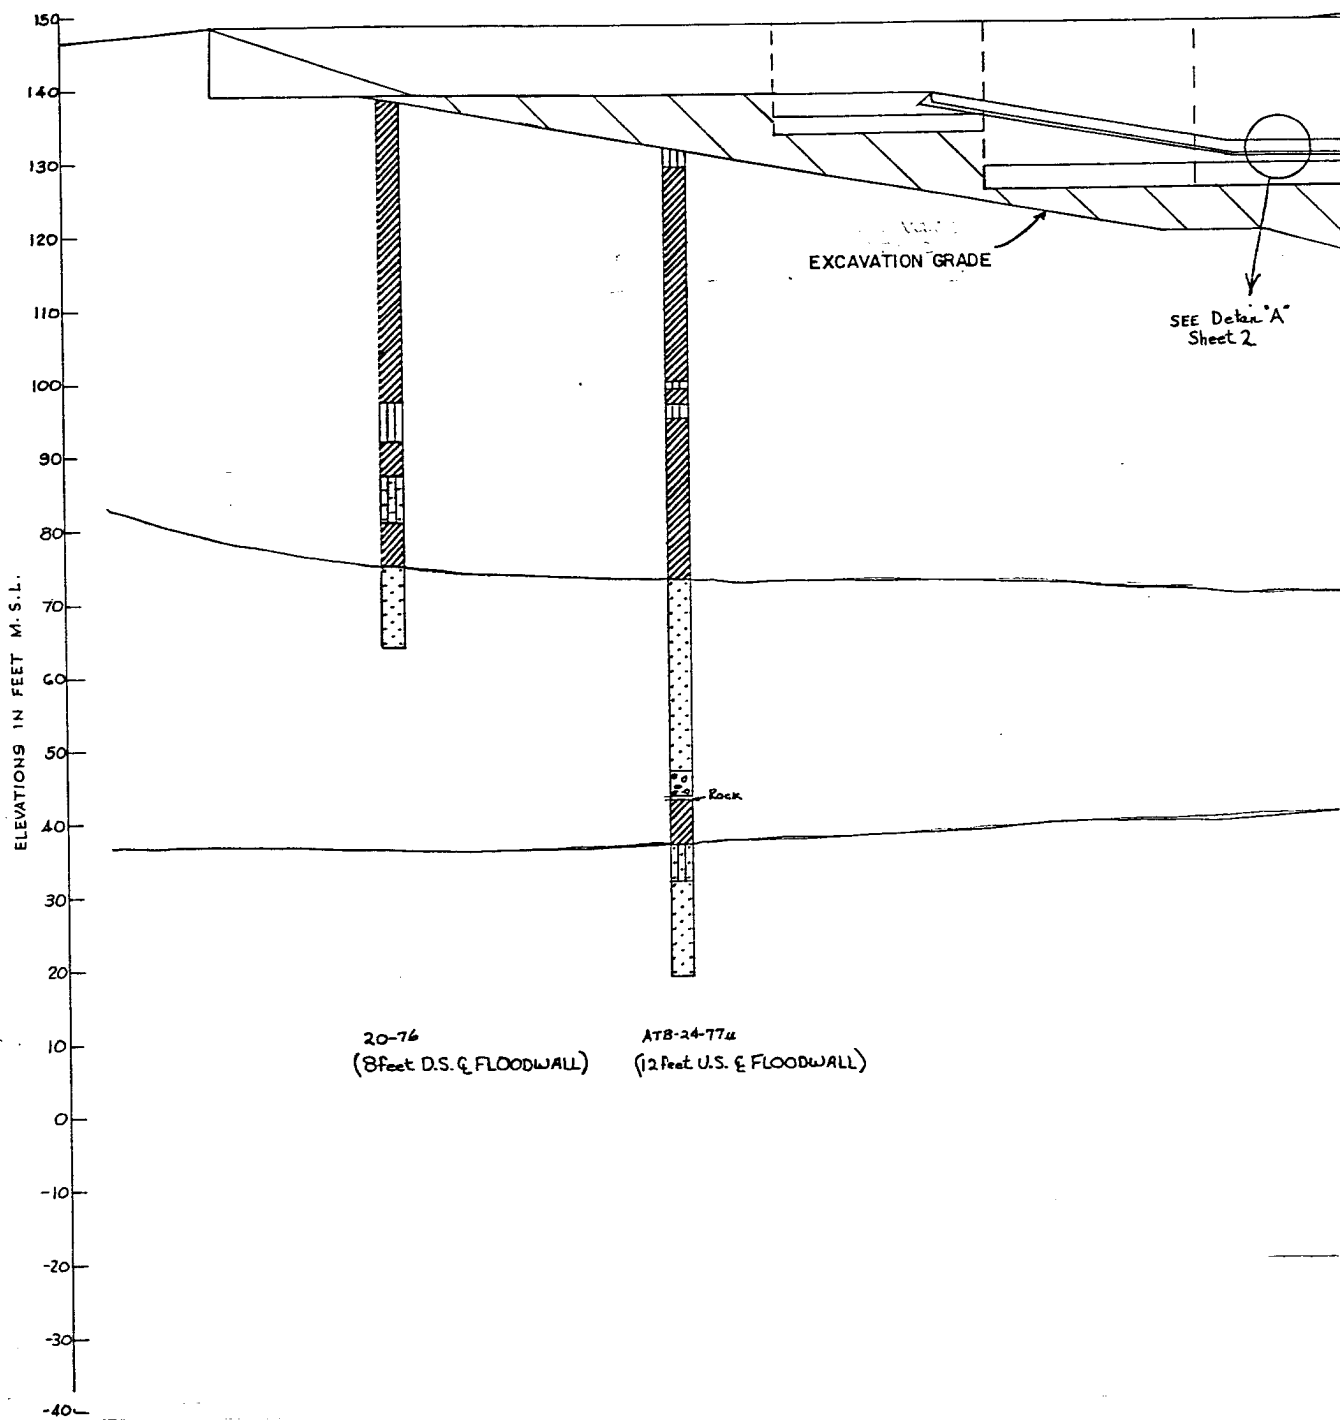 150
140
130
120
110
100
90
80
70
60
50
40
30
20
10
0
-10
-20
-30
-40
ELEVATIONS IN FEET M.S.L.
EXCAVATION GRADE
SEE Detail "A"
Sheet 2
Rock
20-76
(8feet D.S. ℄ FLOODWALL)
ATB-24-77u
(12feet U.S. ℄ FLOODWALL)